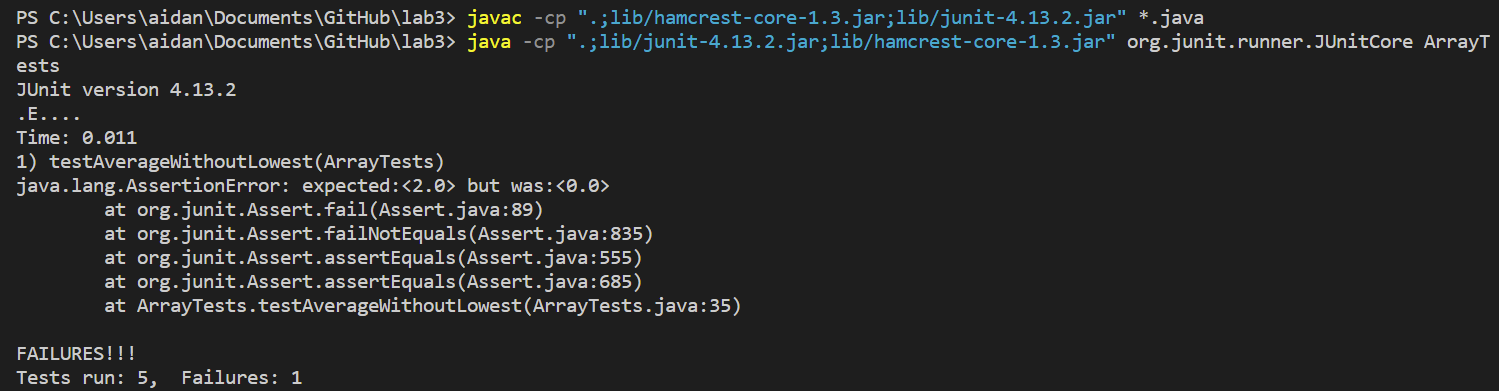 PS C:\Users\aidan\Documents\GitHub\lab3> javac -cp ".;lib/hamcrest-core-1.3.jar;lib/junit-4.13.2.jar" *.java
PS C:\Users\aidan\Documents\GitHub\lab3> java -cp ".;lib/junit-4.13.2.jar;lib/hamcrest-core-1.3.jar" org.junit.runner.JUnitCore ArrayT
ests
JUnit version 4.13.2
.E....
Time: 0.011
1) testAverageWithoutLowest(ArrayTests)
java.lang.AssertionError: expected:<2.0> but was:<0.0>
        at org.junit.Assert.fail(Assert.java:89)
        at org.junit.Assert.failNotEquals(Assert.java:835)
        at org.junit.Assert.assertEquals(Assert.java:555)
        at org.junit.Assert.assertEquals(Assert.java:685)
        at ArrayTests.testAverageWithoutLowest(ArrayTests.java:35)

FAILURES!!!
Tests run: 5,  Failures: 1